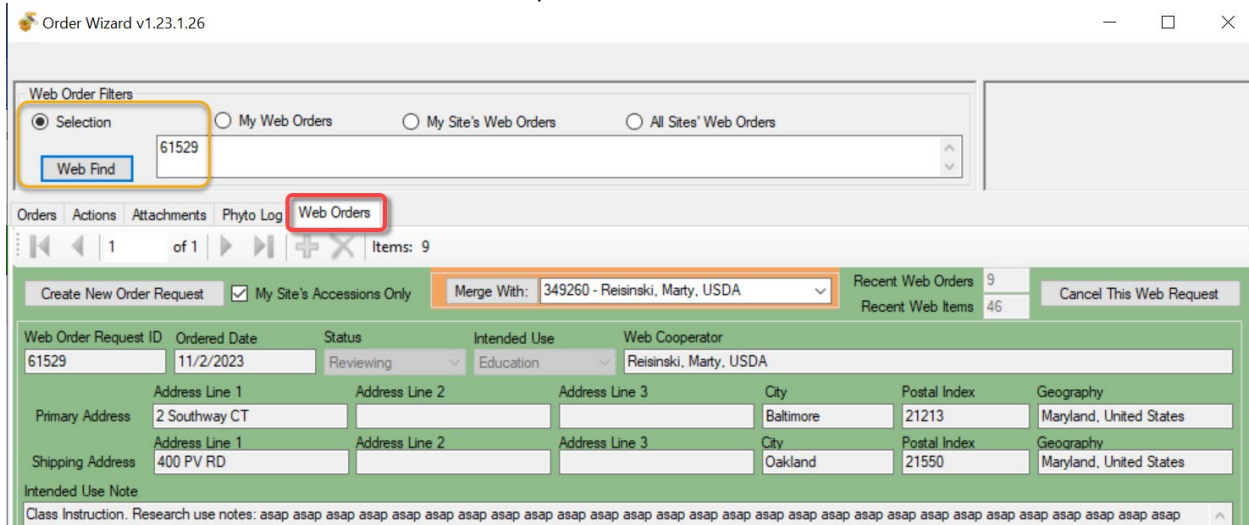 Order Wizard v1.23.1.26
Web Order Filters
Selection My Web Orders My Site's Web Orders All Sites' Web Orders
61529
Web Find
Orders Actions Attachments Phyto Log Web Orders
1 of 1 Items: 9
Create New Order Request My Site's Accessions Only Merge With: 349260 - Reisinski, Marty, USDA Recent Web Orders 9 Cancel This Web Request
Recent Web Items 46
Web Order Request ID Ordered Date Status Intended Use Web Cooperator
61529 11/2/2023 Reviewing Education Reisinski, Marty, USDA
Address Line 1 Address Line 2 Address Line 3 City Postal Index Geography
Primary Address 2 Southway CT Baltimore 21213 Maryland, United States
Address Line 1 Address Line 2 Address Line 3 City Postal Index Geography
Shipping Address 400 PV RD Oakland 21550 Maryland, United States
Intended Use Note
Class Instruction. Research use notes: asap asap asap asap asap asap asap asap asap asap asap asap asap asap asap asap asap asap asap asap asap asap asap asap asap asap asap asap